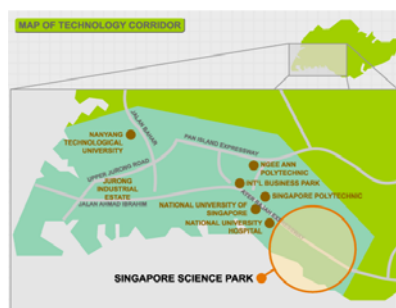 MAP OF TECHNOLOGY CORRIDOR
NANYANG
TECHNOLOGICAL
UNIVERSITY
JALAN BAHAR
PAN ISLAND EXPRESSWAY
NGEE ANN
POLYTECHNIC
UPPER JURONG ROAD
JURONG
INDUSTRIAL
ESTATE
INT'L BUSINESS PARK
SINGAPORE POLYTECHNIC
JALAN AHMAD IBRAHIM
NATIONAL UNIVERSITY OF
SINGAPORE
AYER RAJAH
NATIONAL UNIVERSITY
HOSPITAL
SINGAPORE SCIENCE PARK